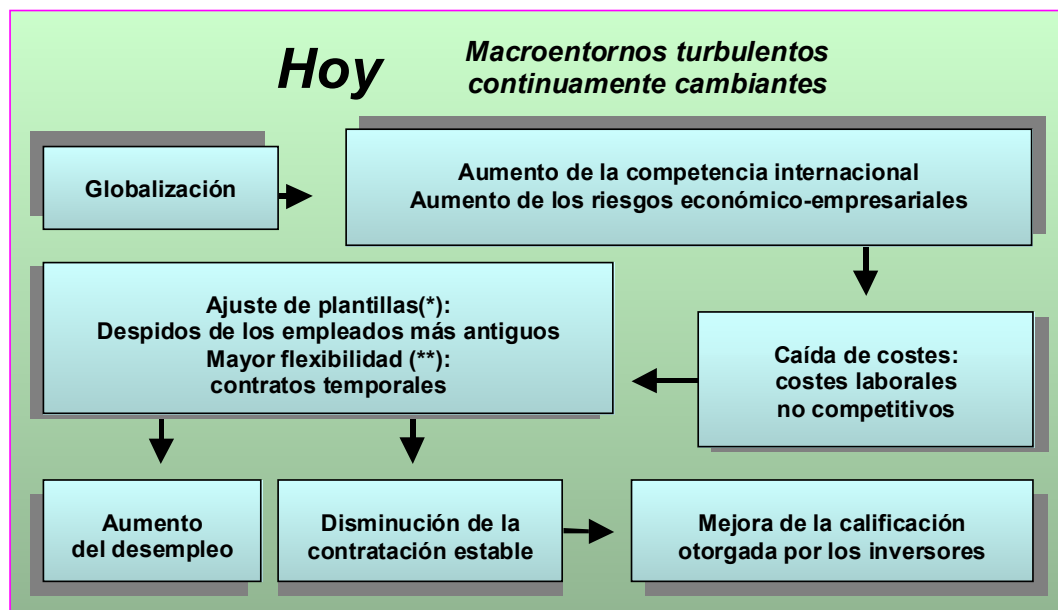 Hoy
Macroentornos turbulentos
continuamente cambiantes
Globalización
Aumento de la competencia internacional
Aumento de los riesgos económico-empresariales
Caída de costes:
costes laborales
no competitivos
Ajuste de plantillas(*):
Despidos de los empleados más antiguos
Mayor flexibilidad (**):
contratos temporales
Aumento
del desempleo
Disminución de la
contratación estable
Mejora de la calificación
otorgada por los inversores